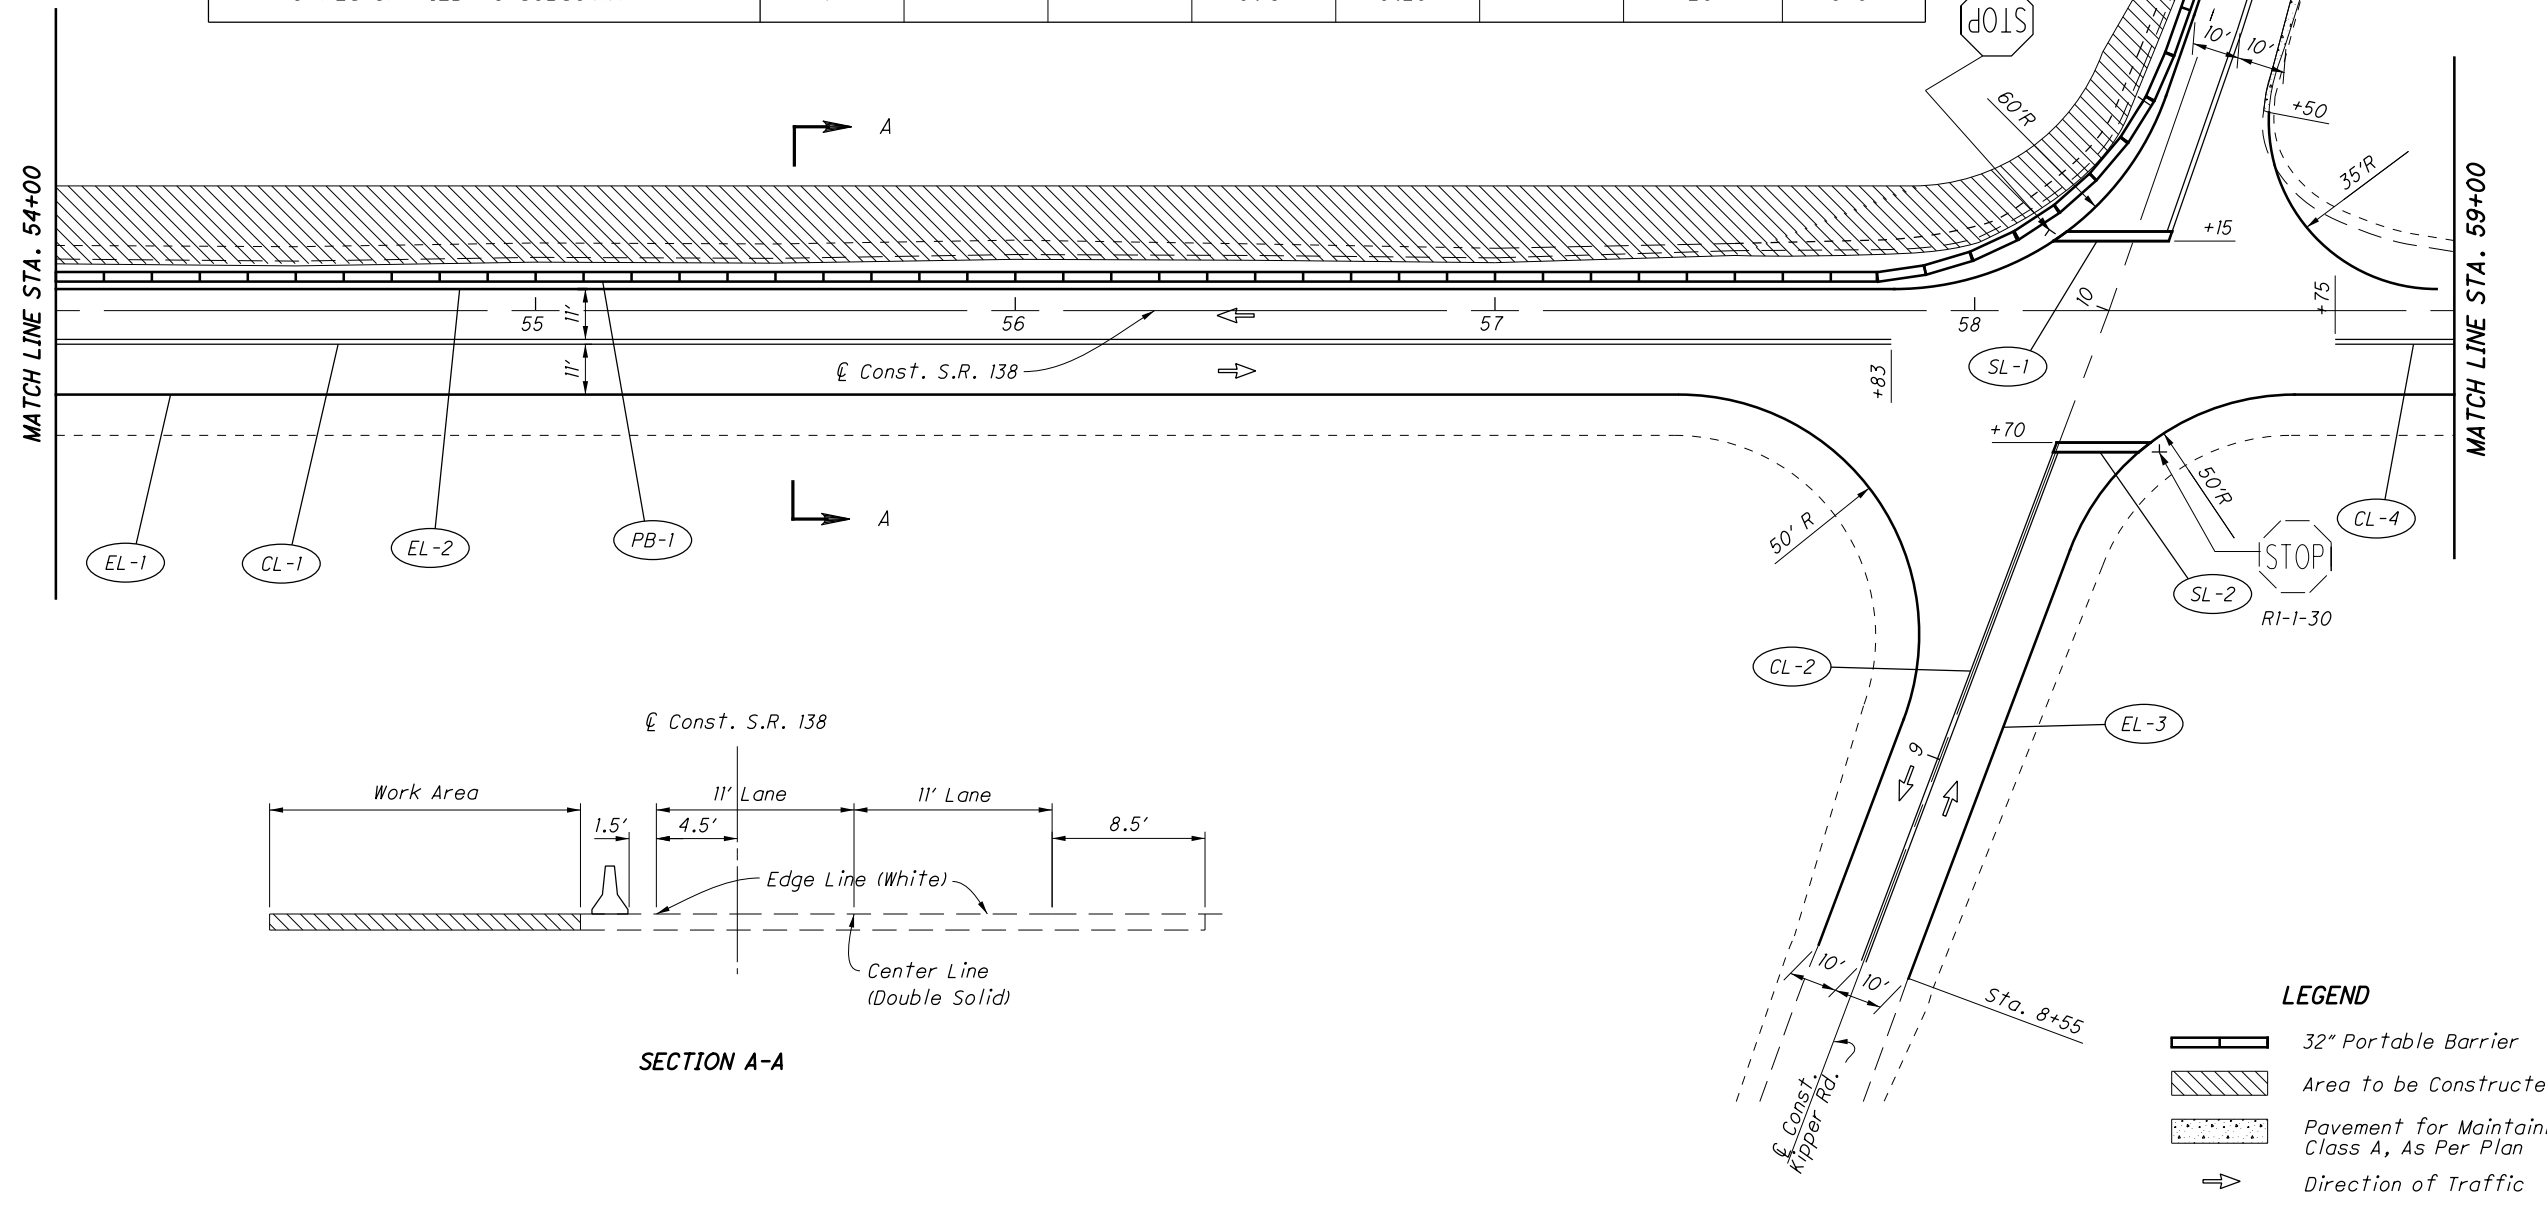 STOP
10'
10'
+50
60'R
35'R
A
MATCH LINE STA. 54+00
MATCH LINE STA. 59+00
+15
10
+75
55
56
57
58
11'
11'
℄ Const. S.R. 138
SL-1
+83
+70
50' R
50'R
A
EL-1
CL-1
EL-2
PB-1
CL-4
STOP
SL-2
R1-1-30
CL-2
EL-3
9
℄ Const. S.R. 138
Work Area
11' Lane
11' Lane
1.5'
4.5'
8.5'
Edge Line (White)
Center Line
(Double Solid)
SECTION A-A
10'
10'
Sta. 8+55
℄ Const.
Kipper Rd.
LEGEND
32" Portable Barrier
Area to be Constructe
Pavement for Maintain
Class A, As Per Plan
Direction of Traffic